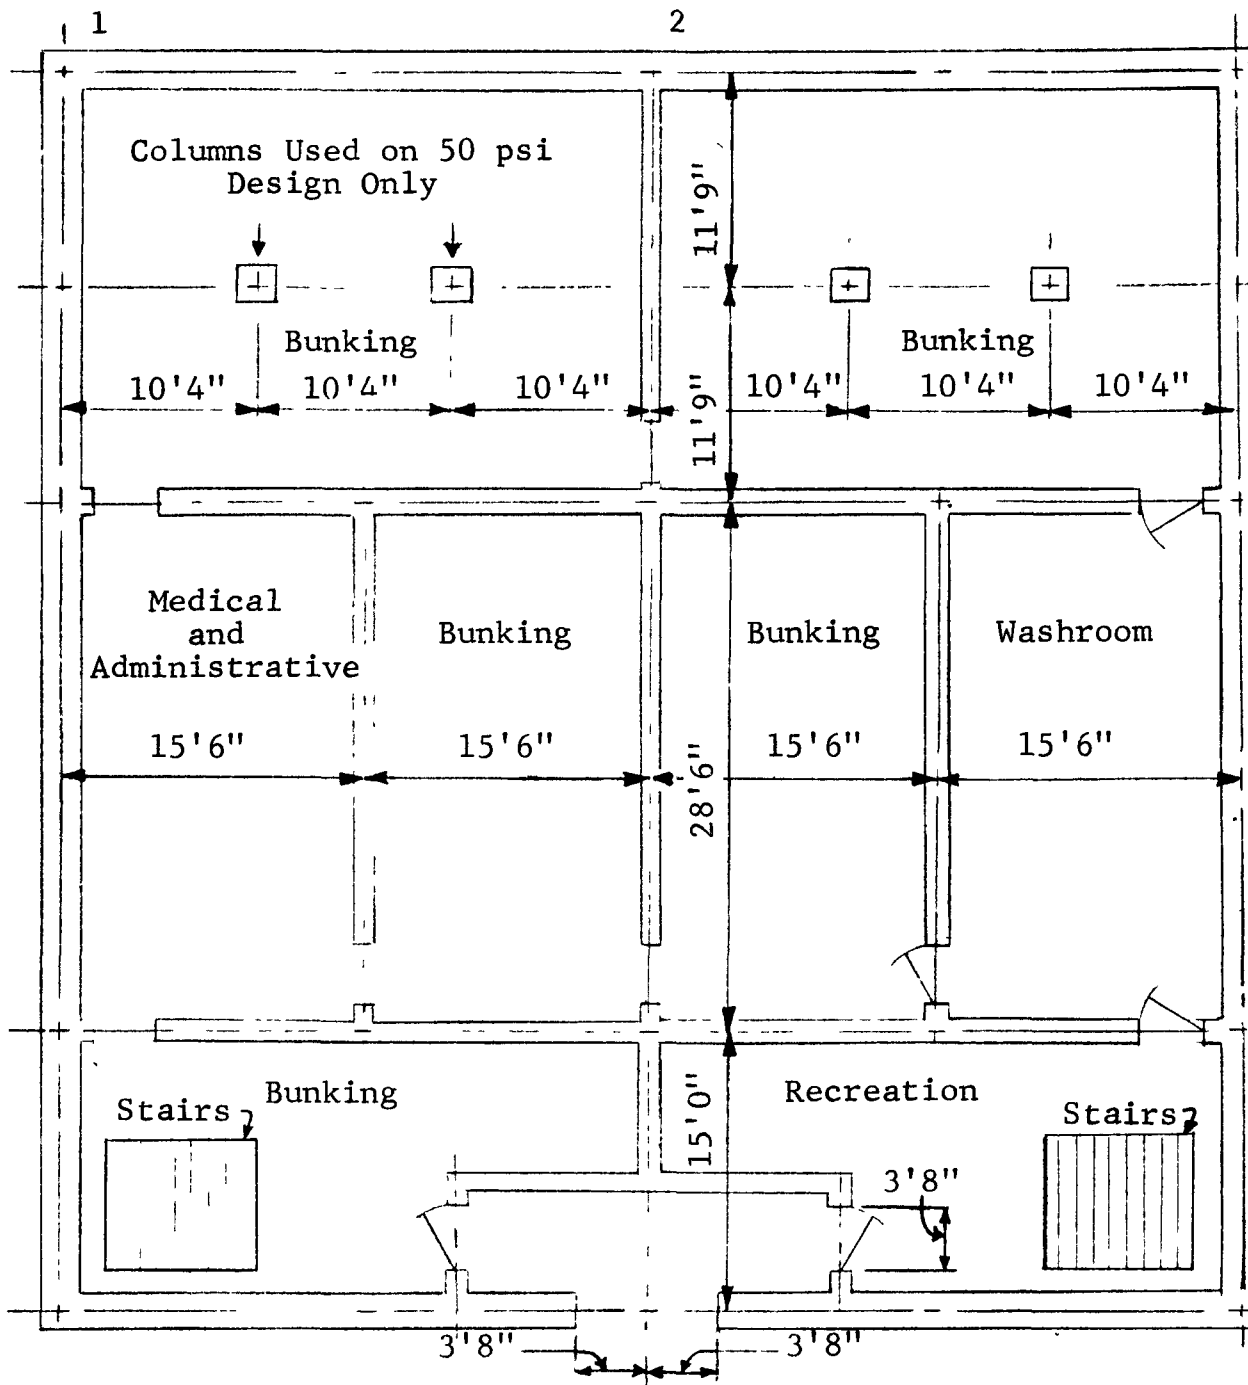 1
2
Columns Used on 50 psi
Design Only
11'9"
Bunking
Bunking
10'4"
10'4"
10'4"
10'4"
10'4"
10'4"
11'9"
Medical
and
Administrative
Bunking
Bunking
Washroom
15'6"
15'6"
15'6"
15'6"
28'6"
Bunking
Recreation
Stairs
Stairs
15'0"
3'8"
3'8"
3'8"